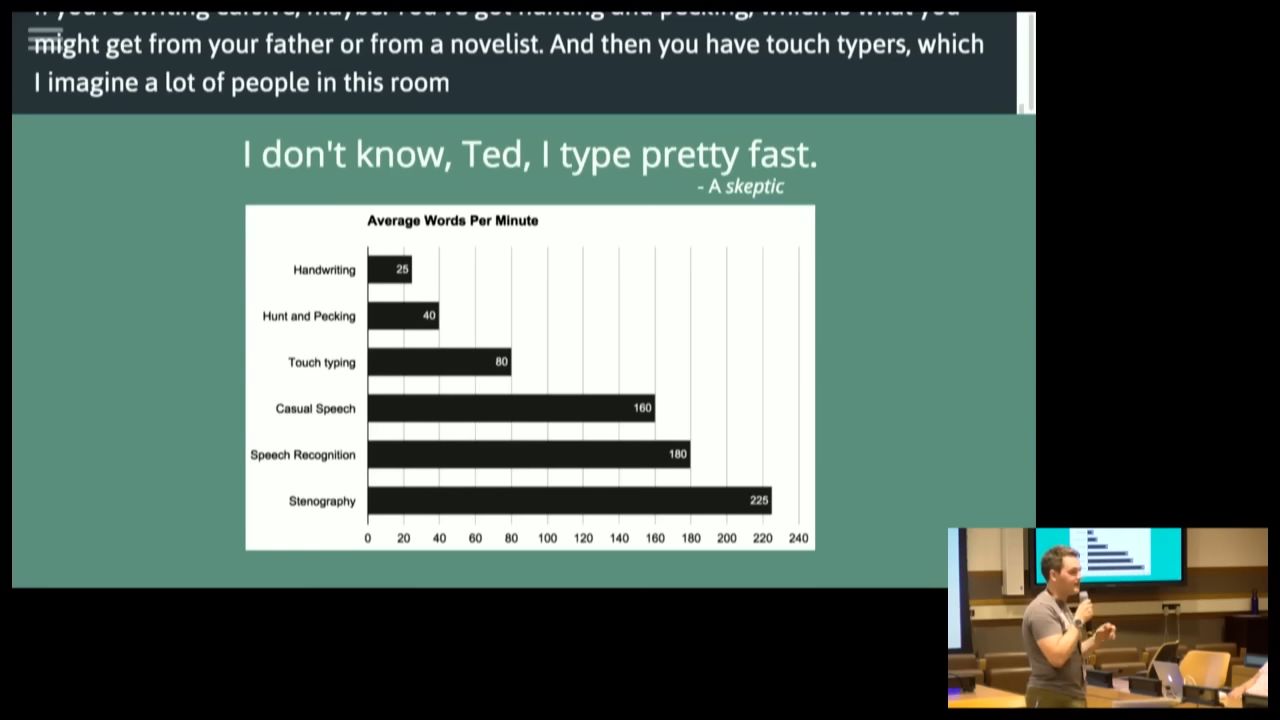 might get from your father or from a novelist. And then you have touch typers, which
I imagine a lot of people in this room
I don't know, Ted, I type pretty fast.
- A skeptic
Average Words Per Minute
Handwriting 25
Hunt and Pecking 40
Touch typing 80
Casual Speech 160
Speech Recognition 180
Stenography 225
0 20 40 60 80 100 120 140 160 180 200 220 240